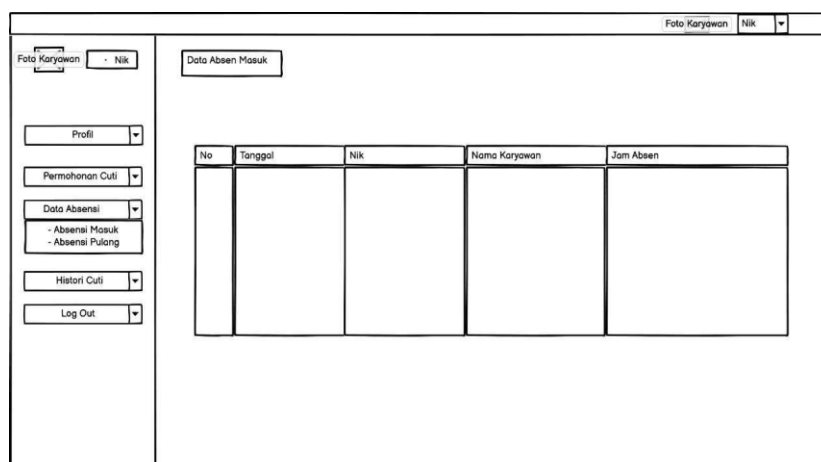 Foto Karyawan Nik
Foto Karyawan · Nik
Data Absen Masuk
Profil
Permohonan Cuti
Data Absensi
- Absensi Masuk
- Absensi Pulang
Histori Cuti
Log Out
No Tanggal Nik Nama Karyawan Jam Absen